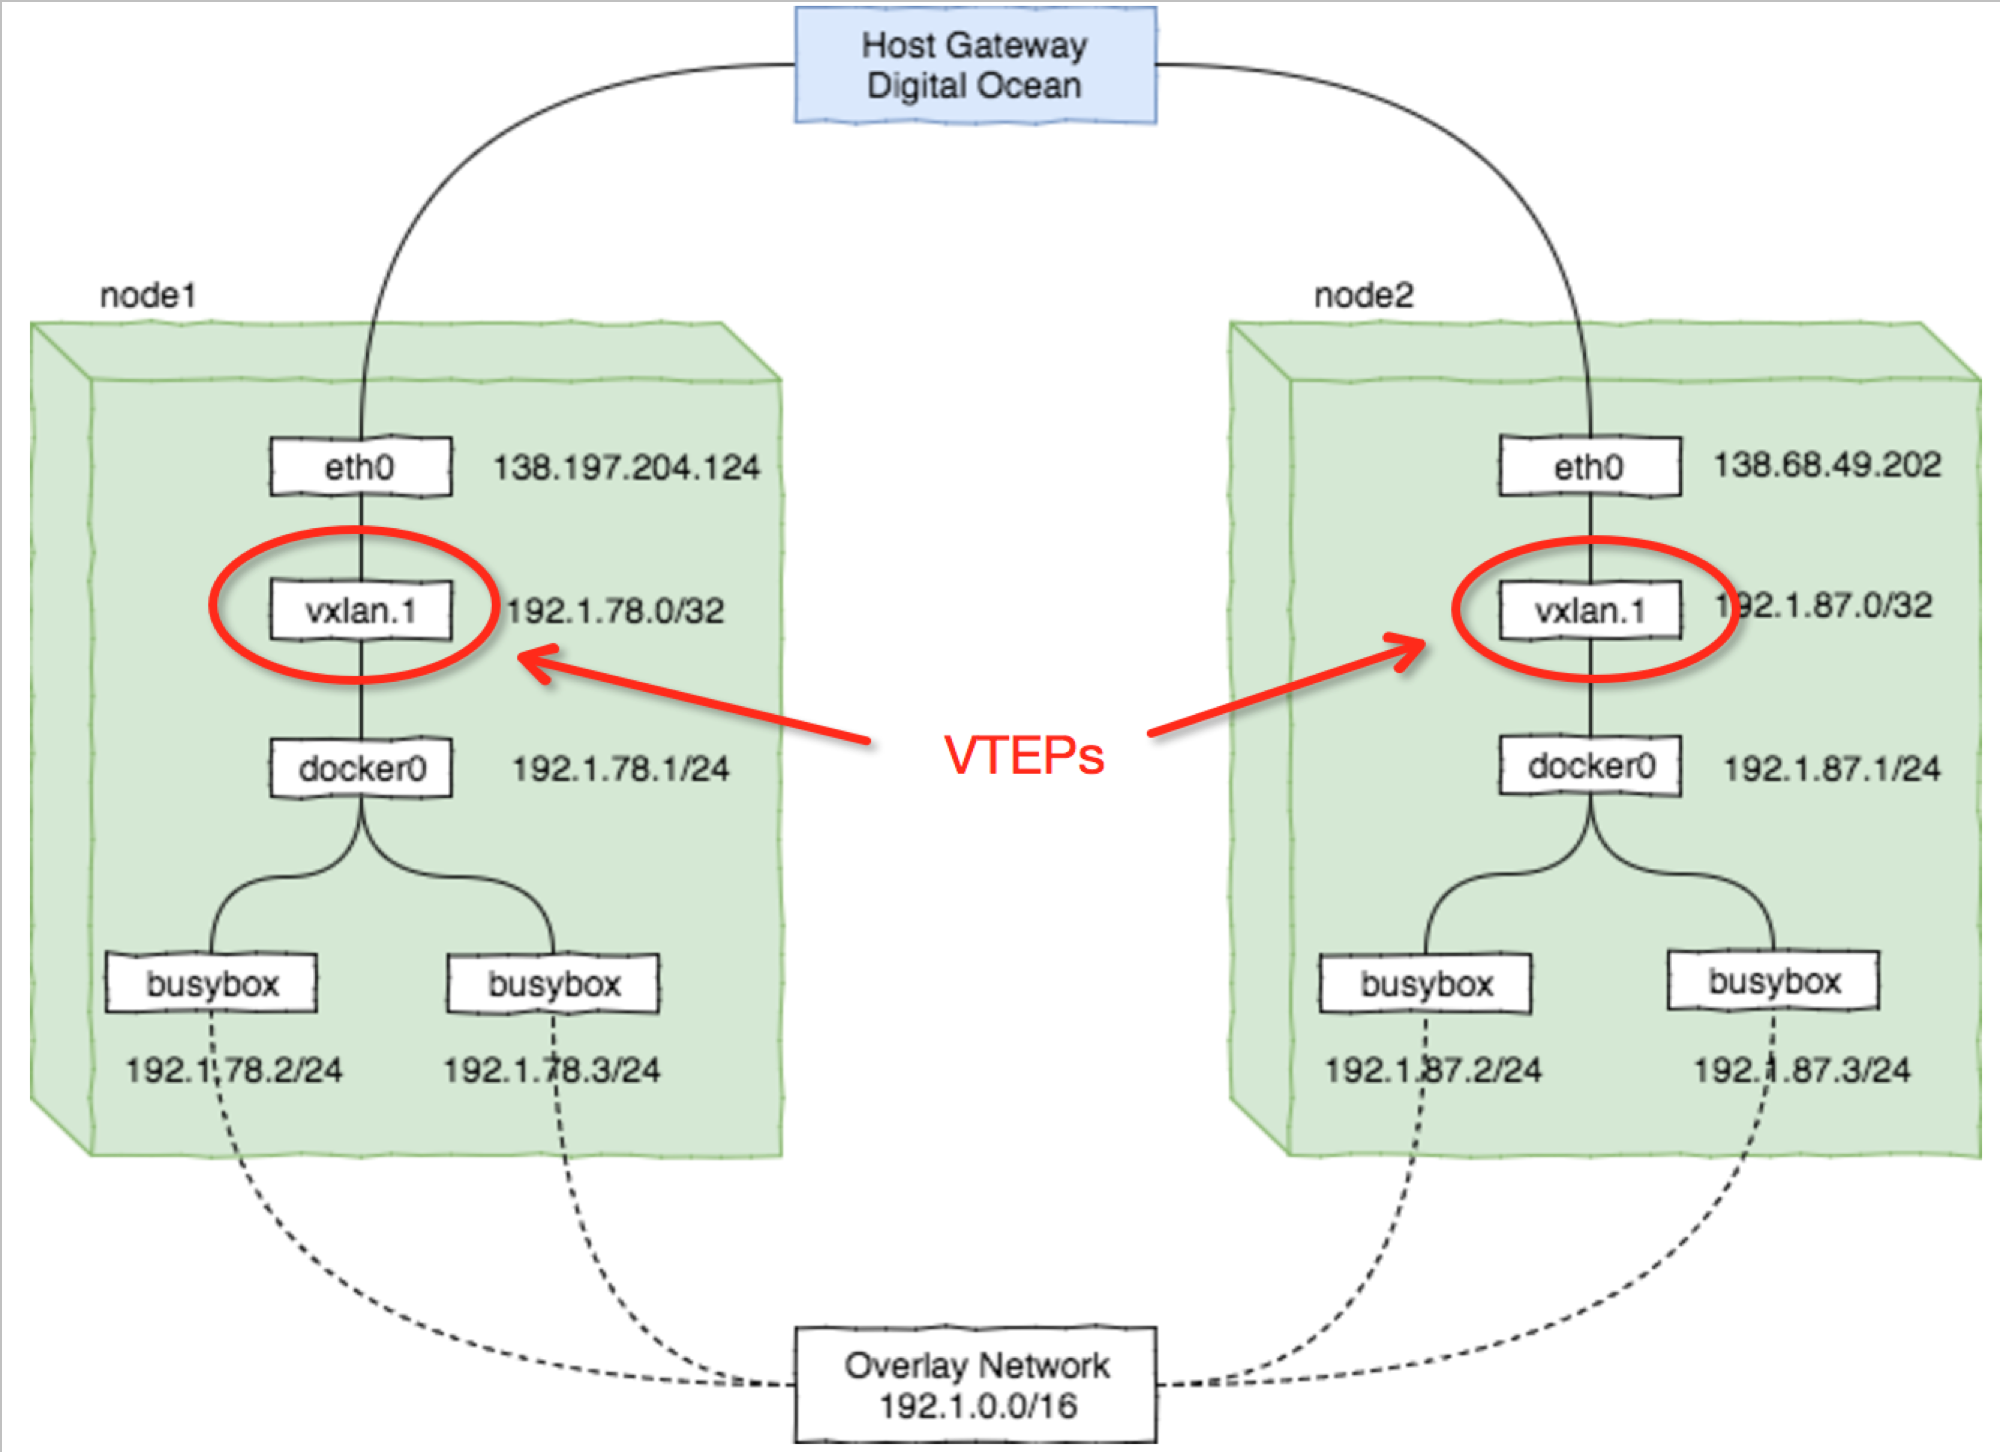 Host Gateway
Digital Ocean
node1
node2
eth0
138.197.204.124
eth0
138.68.49.202
vxlan.1
192.1.78.0/32
vxlan.1
192.1.87.0/32
VTEPs
docker0
192.1.78.1/24
docker0
192.1.87.1/24
busybox
busybox
busybox
busybox
192.1.78.2/24
192.1.78.3/24
192.1.87.2/24
192.1.87.3/24
Overlay Network
192.1.0.0/16